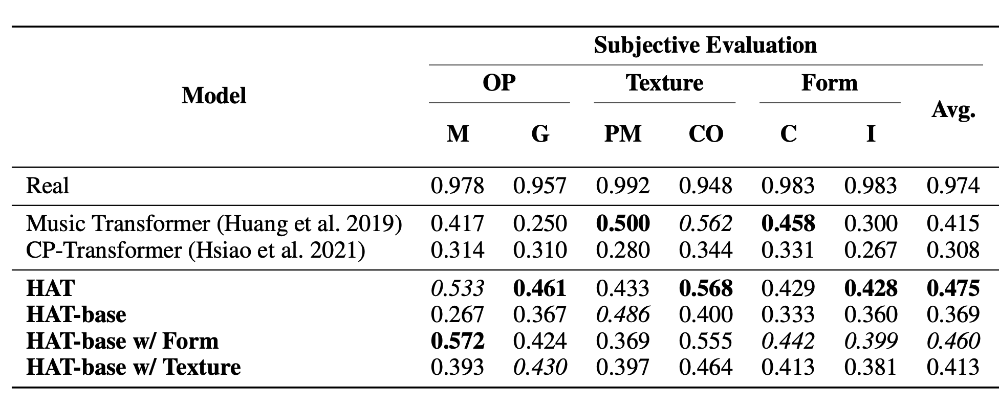 Subjective Evaluation
Model OP Texture Form Avg.
M G PM CO C I
Real 0.978 0.957 0.992 0.948 0.983 0.983 0.974
Music Transformer (Huang et al. 2019) 0.417 0.250 0.500 0.562 0.458 0.300 0.415
CP-Transformer (Hsiao et al. 2021) 0.314 0.310 0.280 0.344 0.331 0.267 0.308
HAT 0.533 0.461 0.433 0.568 0.429 0.428 0.475
HAT-base 0.267 0.367 0.486 0.400 0.333 0.360 0.369
HAT-base w/ Form 0.572 0.424 0.369 0.555 0.442 0.399 0.460
HAT-base w/ Texture 0.393 0.430 0.397 0.464 0.413 0.381 0.413